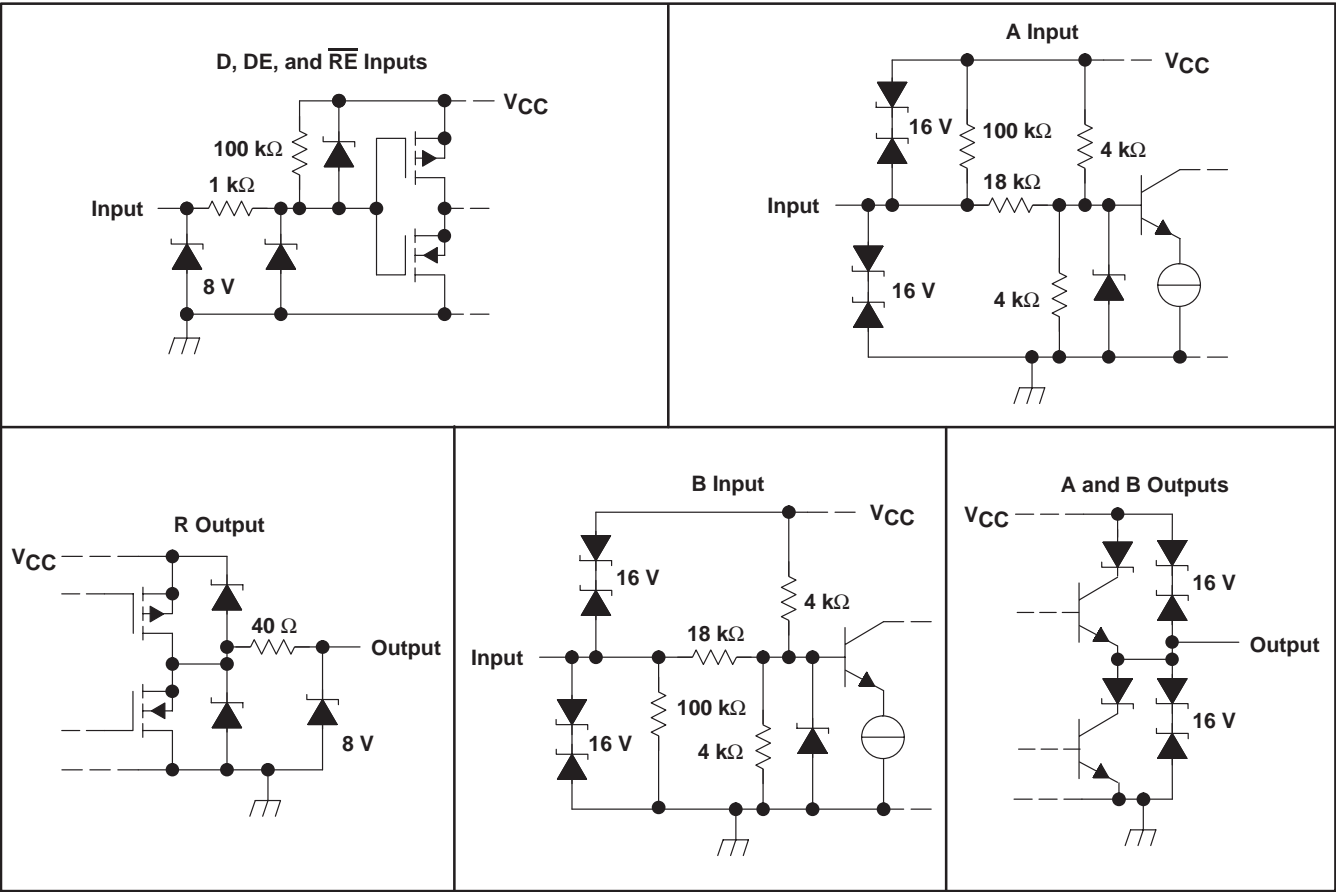 D, DE, and R̅E̅ Inputs
VCC
100 kΩ
1 kΩ
Input
8 V
A Input
VCC
16 V
100 kΩ
4 kΩ
18 kΩ
Input
16 V
4 kΩ
R Output
VCC
40 Ω
Output
8 V
B Input
VCC
16 V
4 kΩ
18 kΩ
Input
100 kΩ
16 V
4 kΩ
A and B Outputs
VCC
16 V
Output
16 V